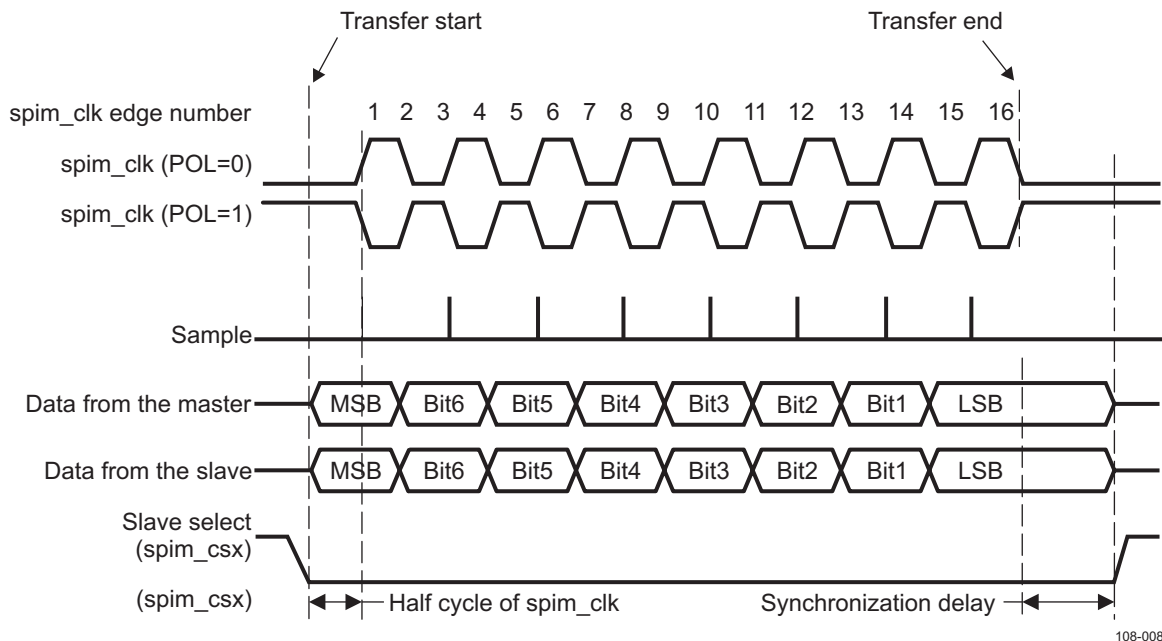 Transfer start
Transfer end
spim_clk edge number 1 2 3 4 5 6 7 8 9 10 11 12 13 14 15 16
spim_clk (POL=0)
spim_clk (POL=1)
Sample
Data from the master MSB Bit6 Bit5 Bit4 Bit3 Bit2 Bit1 LSB
Data from the slave MSB Bit6 Bit5 Bit4 Bit3 Bit2 Bit1 LSB
Slave select
(spim_csx)
(spim_csx) Half cycle of spim_clk Synchronization delay
108-008